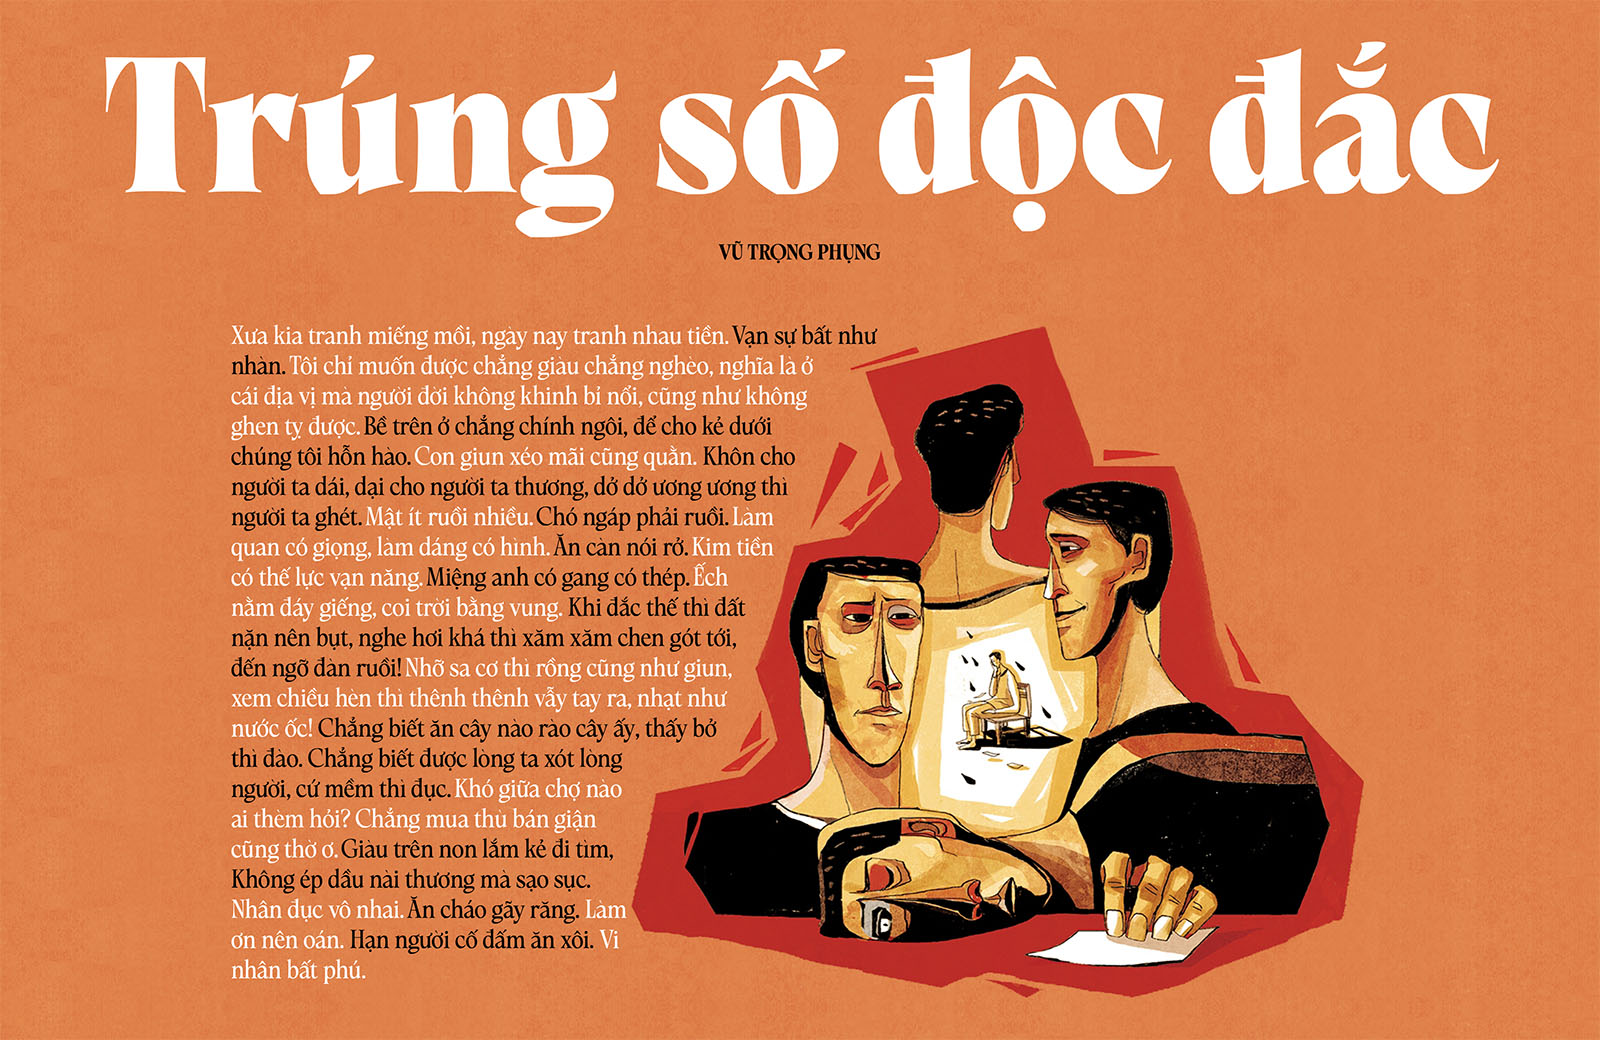 Trúng số độc đắc
VŨ TRỌNG PHỤNG
Xưa kia tranh miếng mồi, ngày nay tranh nhau tiền. Vạn sự bất như
nhàn. Tôi chỉ muốn được chẳng giàu chẳng nghèo, nghĩa là ở
cái địa vị mà người đời không khinh bỉ nổi, cũng như không
ghen tỵ được. Bề trên ở chẳng chính ngôi, để cho kẻ dưới
chúng tôi hỗn hào. Con giun xéo mãi cũng quằn. Khôn cho
người ta dái, dại cho người ta thương, dở dở ương ương thì
người ta ghét. Mật ít ruồi nhiều. Chó ngáp phải ruồi. Làm
quan có giọng, làm dáng có hình. Ăn càn nói rở. Kim tiền
có thế lực vạn năng. Miệng anh có gang có thép. Ếch
nằm đáy giếng, coi trời bằng vung. Khi đắc thế thì đất
nặn nên bụt, nghe hơi khá thì xăm xăm chen gót tới,
đến ngỡ đàn ruồi! Nhỡ sa cơ thì rồng cũng như giun,
xem chiều hèn thì thênh thênh vẫy tay ra, nhạt như
nước ốc! Chẳng biết ăn cây nào rào cây ấy, thấy bở
thì đào. Chẳng biết được lòng ta xót lòng
người, cứ mềm thì đục. Khó giữa chợ nào
ai thèm hỏi? Chẳng mua thù bán giận
cũng thờ ơ. Giàu trên non lắm kẻ đi tìm,
Không ép dầu nài thương mà sạo sục.
Nhân dục vô nhai. Ăn cháo gãy răng. Làm
ơn nên oán. Hạn người cố đấm ăn xôi. Vi
nhân bất phú.